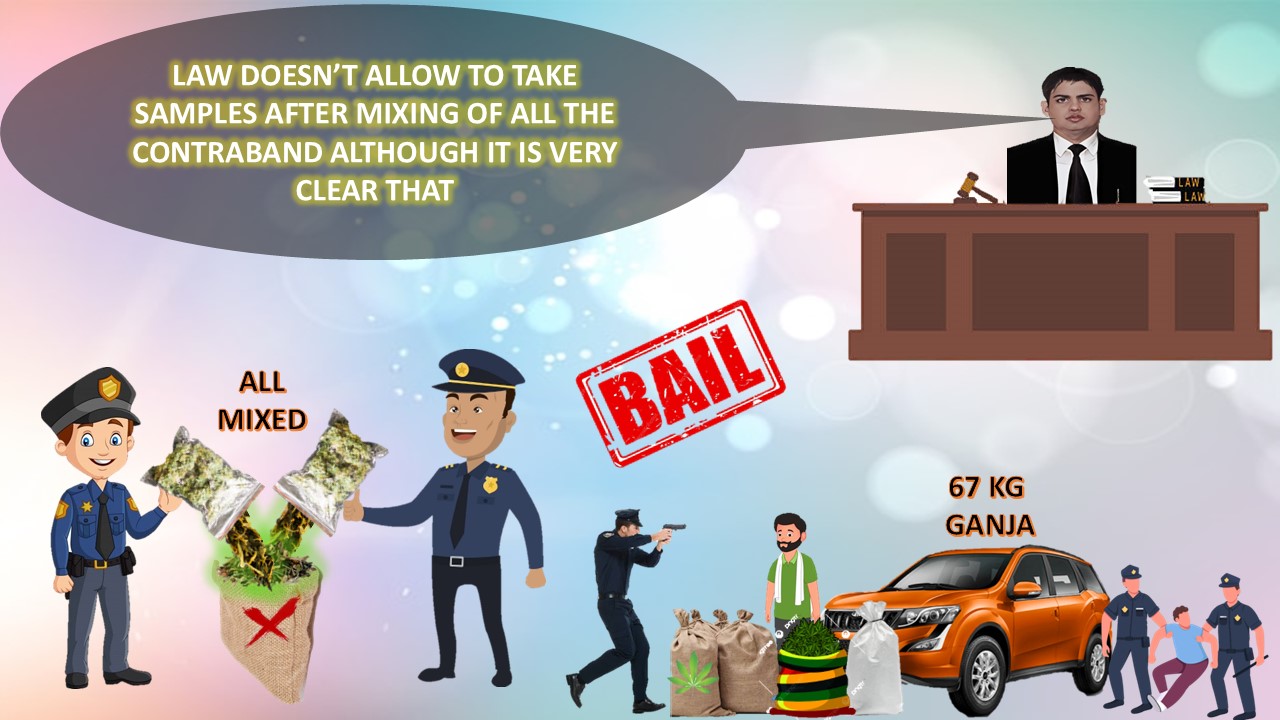 LAW DOESN’T ALLOW TO TAKE
SAMPLES AFTER MIXING OF ALL THE
CONTRABAND ALTHOUGH IT IS VERY
CLEAR THAT
LAW
LAW
ALL
MIXED
BAIL
67 KG
GANJA